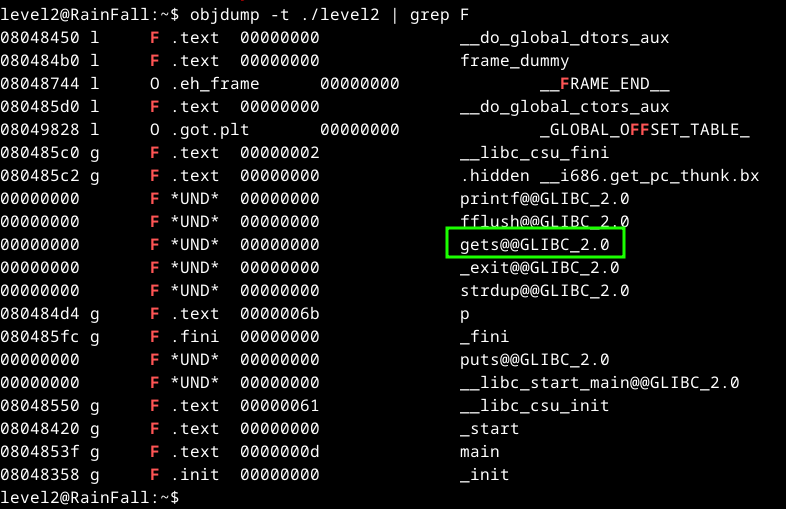 level2@RainFall:~$ objdump -t ./level2 | grep F
08048450 l     F .text  00000000              __do_global_dtors_aux
080484b0 l     F .text  00000000              frame_dummy
08048744 l     O .eh_frame      00000000              __FRAME_END__
080485d0 l     F .text  00000000              __do_global_ctors_aux
08049828 l     O .got.plt       00000000              _GLOBAL_OFFSET_TABLE_
080485c0 g     F .text  00000002              __libc_csu_fini
080485c2 g     F .text  00000000              .hidden __i686.get_pc_thunk.bx
00000000       F *UND*  00000000              printf@@GLIBC_2.0
00000000       F *UND*  00000000              fflush@@GLIBC_2.0
00000000       F *UND*  00000000              gets@@GLIBC_2.0
00000000       F *UND*  00000000              _exit@@GLIBC_2.0
00000000       F *UND*  00000000              strdup@@GLIBC_2.0
080484d4 g     F .text  0000006b              p
080485fc g     F .fini  00000000              _fini
00000000       F *UND*  00000000              puts@@GLIBC_2.0
00000000       F *UND*  00000000              __libc_start_main@@GLIBC_2.0
08048550 g     F .text  00000061              __libc_csu_init
08048420 g     F .text  00000000              _start
0804853f g     F .text  0000000d              main
08048358 g     F .init  00000000              _init
level2@RainFall:~$